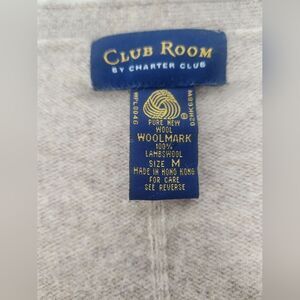 CLUB ROOM
BY CHARTER CLUB
PURE NEW
WOOL
WOOLMARK
100%
LAMBSWOOL
SIZE M
MADE IN HONG KONG
FOR CARE
SEE REVERSE